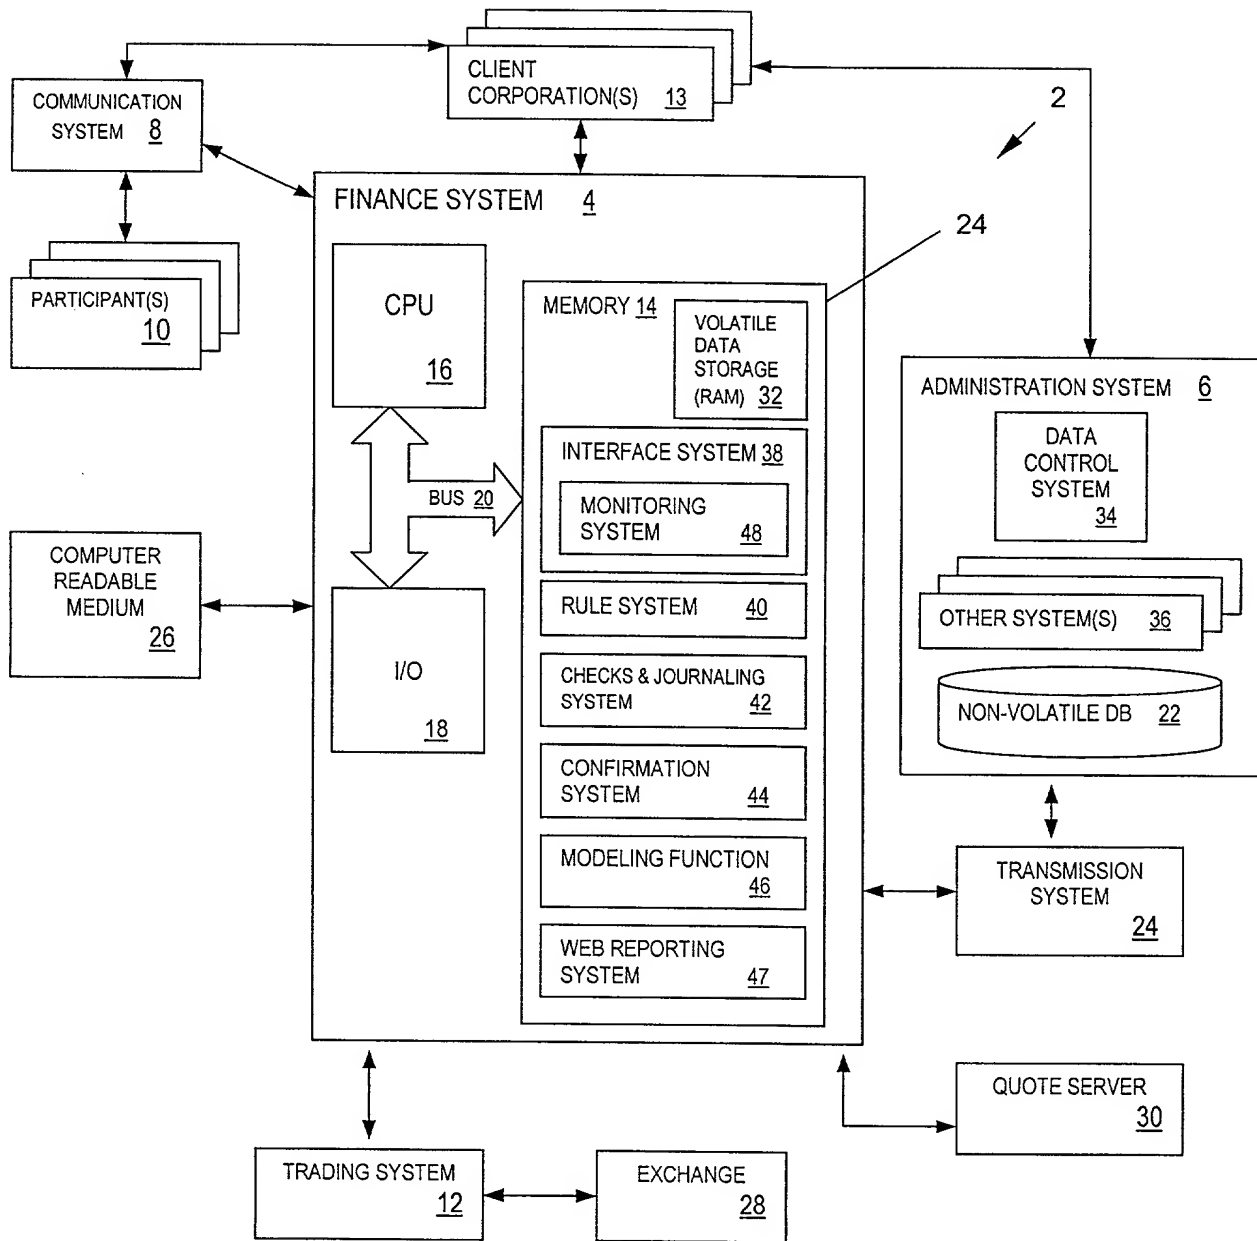 CLIENT
CORPORATION(S) 13
2
COMMUNICATION
SYSTEM 8
FINANCE SYSTEM 4
24
PARTICIPANT(S)
10
CPU
16
MEMORY 14
VOLATILE
DATA
STORAGE
(RAM) 32
ADMINISTRATION SYSTEM 6
DATA
CONTROL
SYSTEM
34
INTERFACE SYSTEM 38
BUS 20
MONITORING
SYSTEM 48
COMPUTER
READABLE
MEDIUM
26
RULE SYSTEM 40
OTHER SYSTEM(S) 36
I/O
18
CHECKS & JOURNALING
SYSTEM 42
NON-VOLATILE DB 22
CONFIRMATION
SYSTEM 44
MODELING FUNCTION
46
TRANSMISSION
SYSTEM
24
WEB REPORTING
SYSTEM 47
QUOTE SERVER
30
TRADING SYSTEM
12
EXCHANGE
28